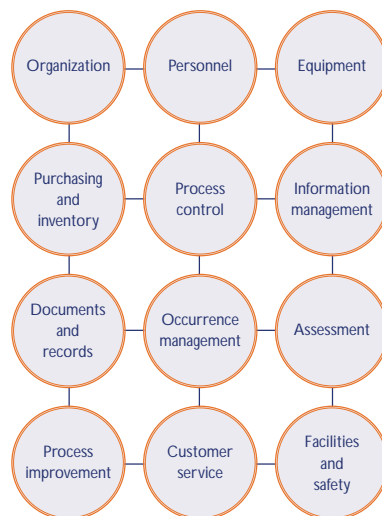 Organization
Personnel
Equipment
Purchasing
and
inventory
Process
control
Information
management
Documents
and
records
Occurrence
management
Assessment
Process
improvement
Customer
service
Facilities
and
safety